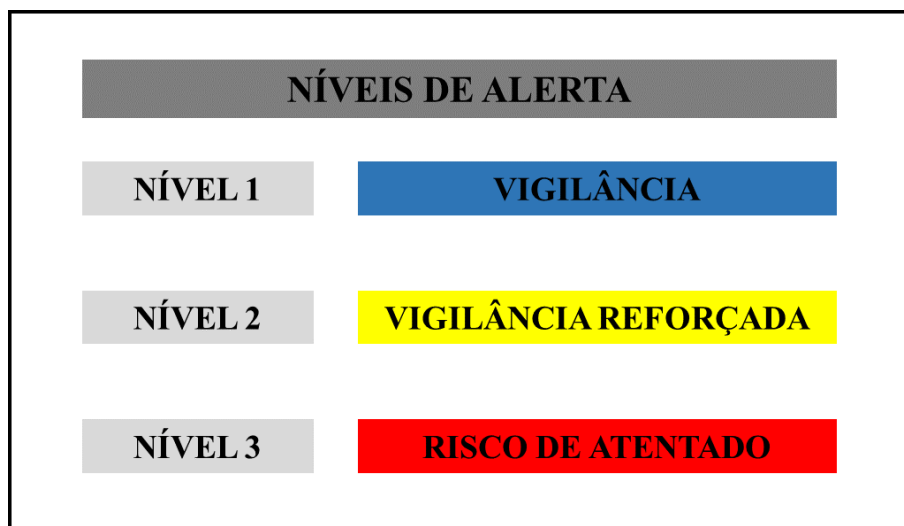 NÍVEIS DE ALERTA
NÍVEL 1 VIGILÂNCIA
NÍVEL 2 VIGILÂNCIA REFORÇADA
NÍVEL 3 RISCO DE ATENTADO